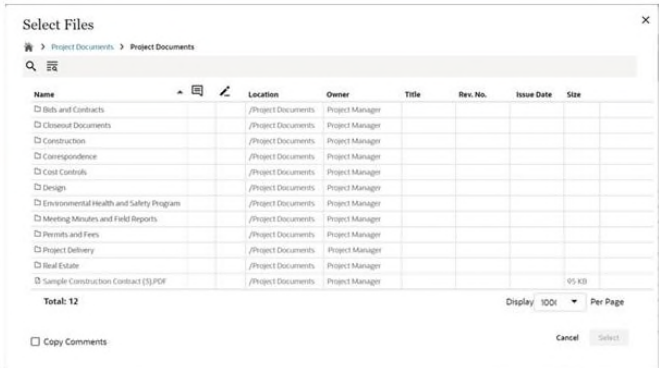 Select Files
Project Documents > Project Documents
Name Location Owner Title Rev. No. Issue Date Size
Bids and Contracts /Project Documents Project Manager
Closeout Documents /Project Documents Project Manager
Construction /Project Documents Project Manager
Correspondence /Project Documents Project Manager
Cost Controls /Project Documents Project Manager
Design /Project Documents Project Manager
Environmental Health and Safety Program /Project Documents Project Manager
Meeting Minutes and Field Reports /Project Documents Project Manager
Permits and Fees /Project Documents Project Manager
Project Delivery /Project Documents Project Manager
Real Estate /Project Documents Project Manager
Sample Construction Contract (3).PDF /Project Documents Project Manager 95 KB
Total: 12 Display Per Page
Copy Comments Cancel Select